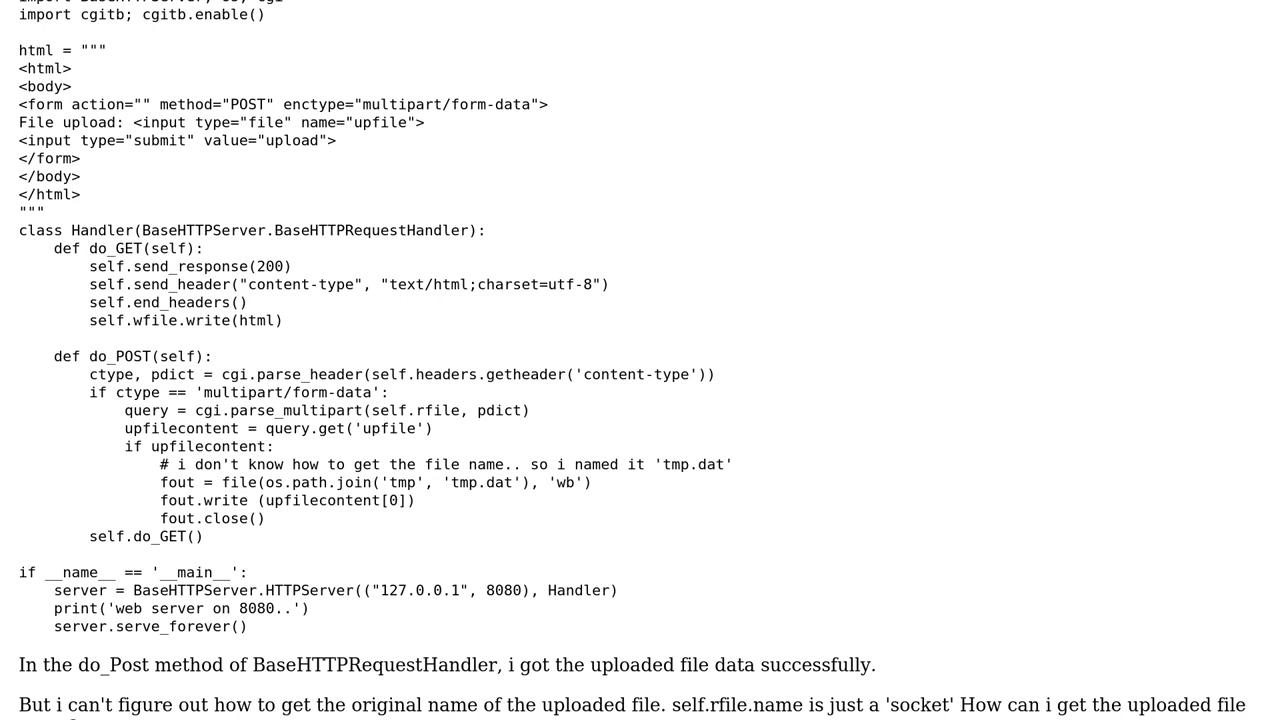 import cgitb; cgitb.enable()
html = """
<html>
<body>
<form action="" method="POST" enctype="multipart/form-data">
File upload: <input type="file" name="upfile">
<input type="submit" value="upload">
</form>
</body>
</html>
"""
class Handler(BaseHTTPServer.BaseHTTPRequestHandler):
    def do_GET(self):
        self.send_response(200)
        self.send_header("content-type", "text/html;charset=utf-8")
        self.end_headers()
        self.wfile.write(html)
    def do_POST(self):
        ctype, pdict = cgi.parse_header(self.headers.getheader('content-type'))
        if ctype == 'multipart/form-data':
            query = cgi.parse_multipart(self.rfile, pdict)
            upfilecontent = query.get('upfile')
            if upfilecontent:
                # i don't know how to get the file name.. so i named it 'tmp.dat'
                fout = file(os.path.join('tmp', 'tmp.dat'), 'wb')
                fout.write (upfilecontent[0])
                fout.close()
        self.do_GET()
if __name__ == '__main__':
    server = BaseHTTPServer.HTTPServer(("127.0.0.1", 8080), Handler)
    print('web server on 8080..')
    server.serve_forever()
In the do_Post method of BaseHTTPRequestHandler, i got the uploaded file data successfully.
But i can't figure out how to get the original name of the uploaded file. self.rfile.name is just a 'socket' How can i get the uploaded file